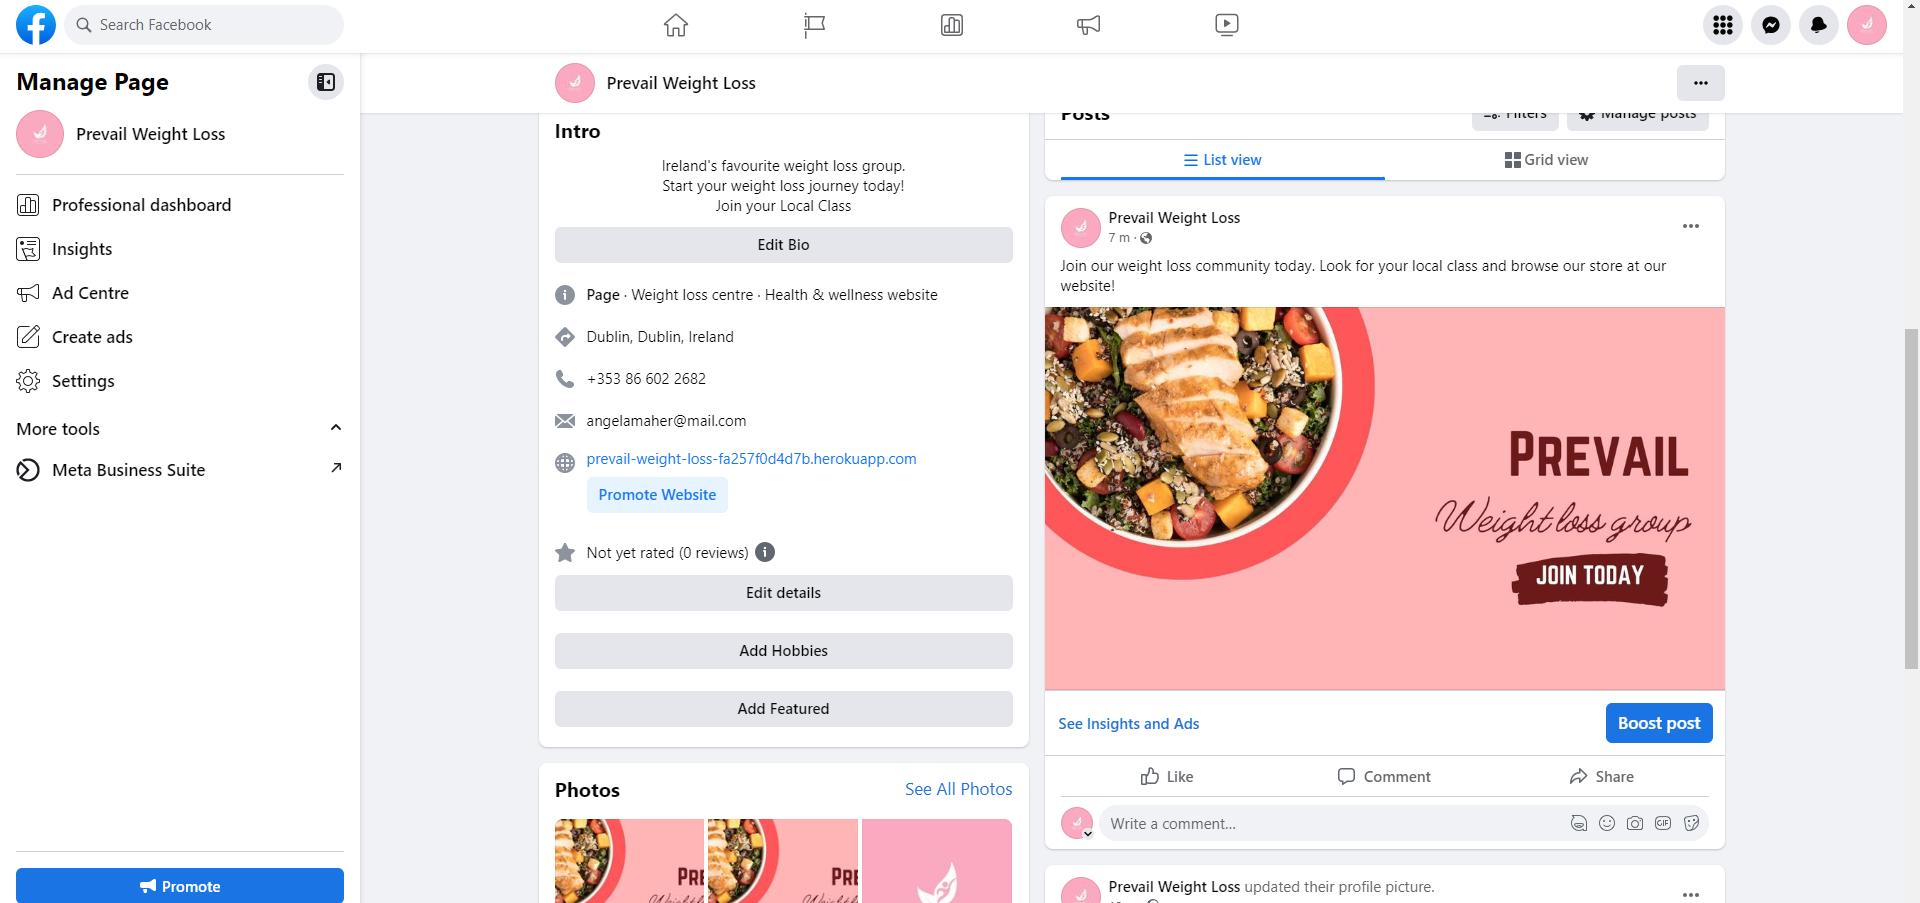 Search Facebook
Manage Page
Prevail Weight Loss
Professional dashboard
Insights
Ad Centre
Create ads
Settings
More tools
Meta Business Suite
Promote
Prevail Weight Loss
Intro
Ireland's favourite weight loss group.
Start your weight loss journey today!
Join your Local Class
Edit Bio
Page · Weight loss centre · Health & wellness website
Dublin, Dublin, Ireland
+353 86 602 2682
angelamaher@mail.com
prevail-weight-loss-fa257f0d4d7b.herokuapp.com
Promote Website
Not yet rated (0 reviews)
Edit details
Add Hobbies
Add Featured
Photos
See All Photos
PRE
Weightl
PRE
Weightl
Posts
Filters
Manage posts
List view
Grid view
Prevail Weight Loss
7 m ·
Join our weight loss community today. Look for your local class and browse our store at our
website!
PREVAIL
Weight loss group
JOIN TODAY
See Insights and Ads
Boost post
Like
Comment
Share
Write a comment...
GIF
Prevail Weight Loss updated their profile picture.